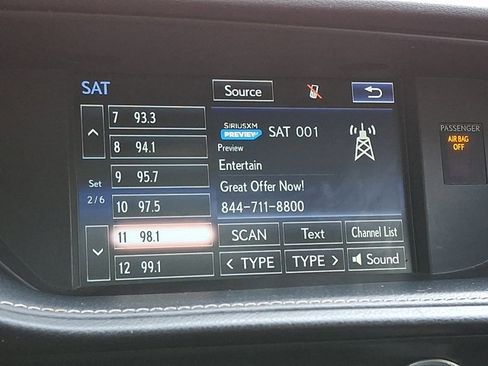 SAT
Source
7 93.3
8 94.1
9 95.7
10 97.5
11 98.1
12 99.1
Set
2/6
SIRIUSXM
PREVIEW
SAT 001
Preview
Entertain
Great Offer Now!
844-711-8800
SCAN
Text
Channel List
< TYPE
TYPE >
Sound
PASSENGER
AIR BAG
OFF